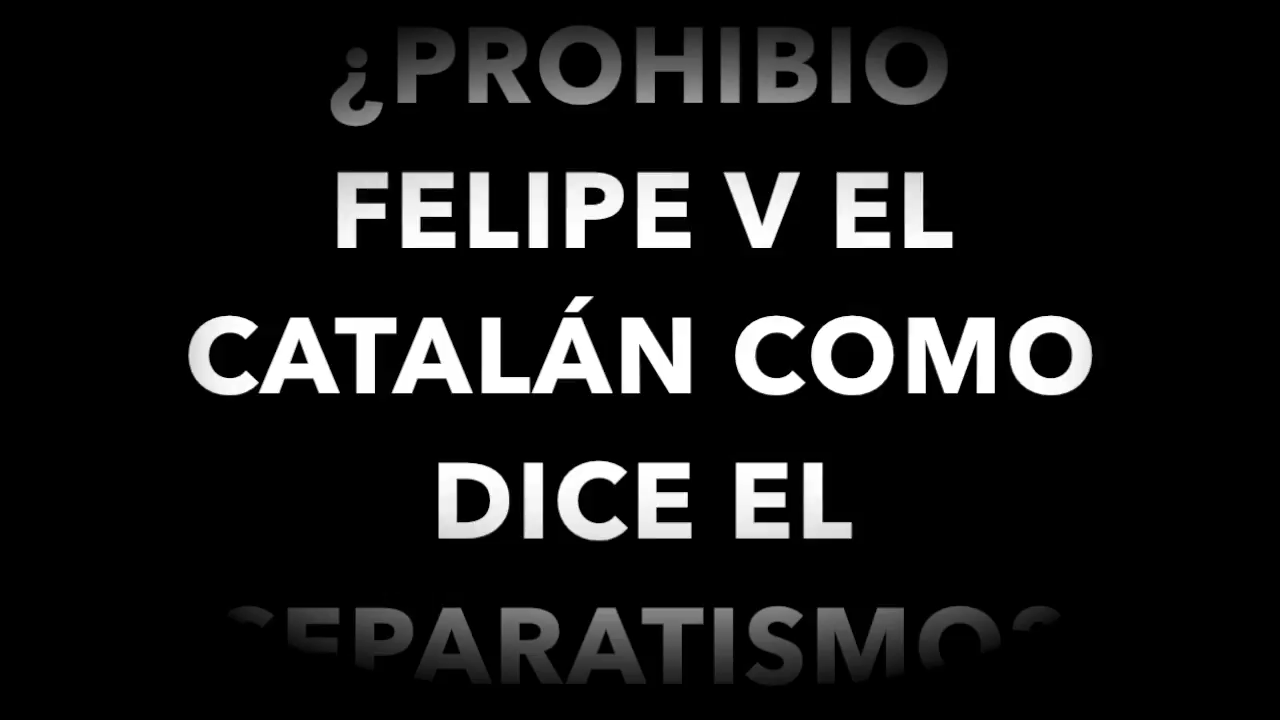 ¿PROHIBIO
FELIPE V EL
CATALÁN COMO
DICE EL
SEPARATISMO?